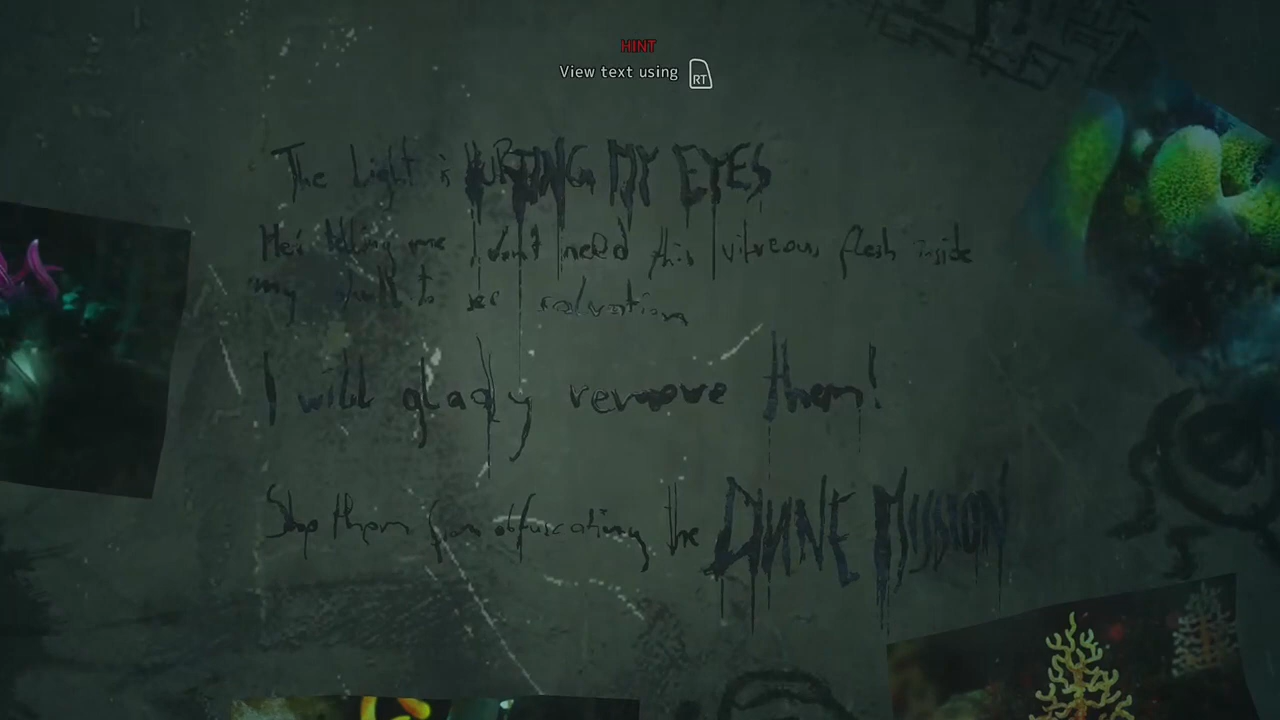 HINT
View text using RT
The Light is HURTING MY EYES
He's telling me I don't need this vitreous flesh inside
my skull to see salvation
I will glady remove them!
Stop them from obfuscating the DIVINE MISSION